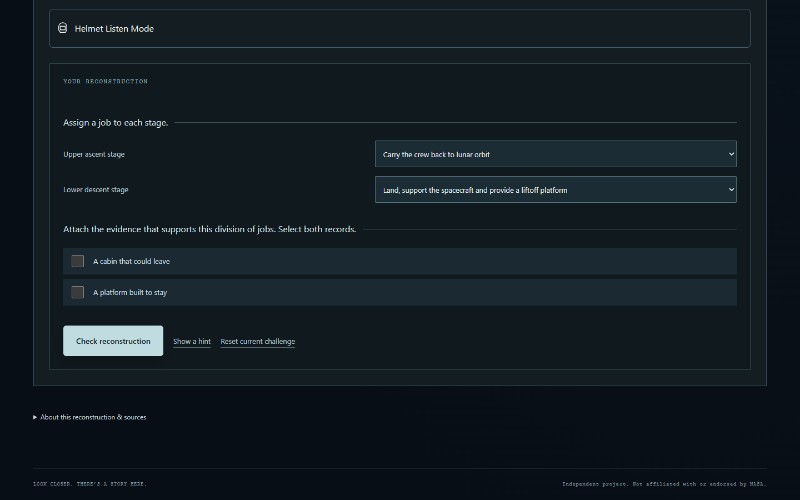 Helmet Listen Mode
YOUR RECONSTRUCTION
Assign a job to each stage.
Upper ascent stage
Carry the crew back to lunar orbit
Lower descent stage
Land, support the spacecraft and provide a liftoff platform
Attach the evidence that supports this division of jobs. Select both records.
A cabin that could leave
A platform built to stay
Check reconstruction
Show a hint
Reset current challenge
About this reconstruction & sources
LOOK CLOSER. THERE'S A STORY HERE.
Independent project. Not affiliated with or endorsed by NASA.